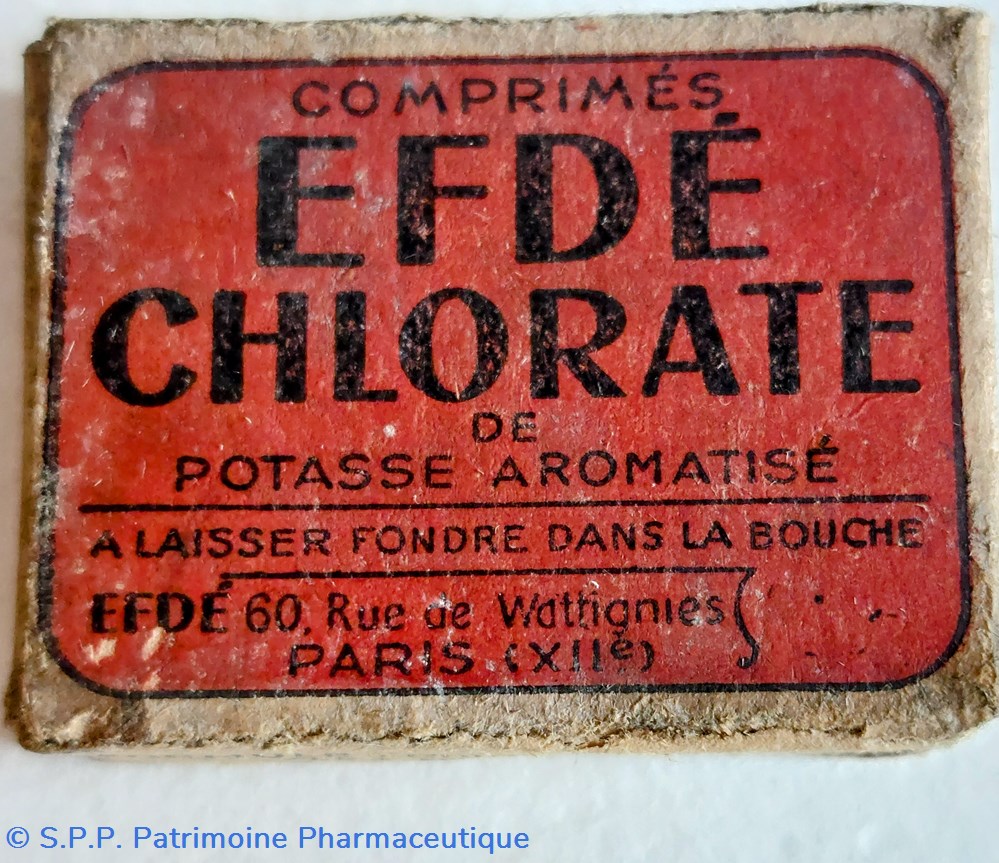 COMPRIMÉS
EFDÉ
CHLORATE
DE
POTASSE AROMATISÉ
A LAISSER FONDRE DANS LA BOUCHE
EFDÉ 60, Rue de Wattignies
PARIS (XIIè)
© S.P.P. Patrimoine Pharmaceutique